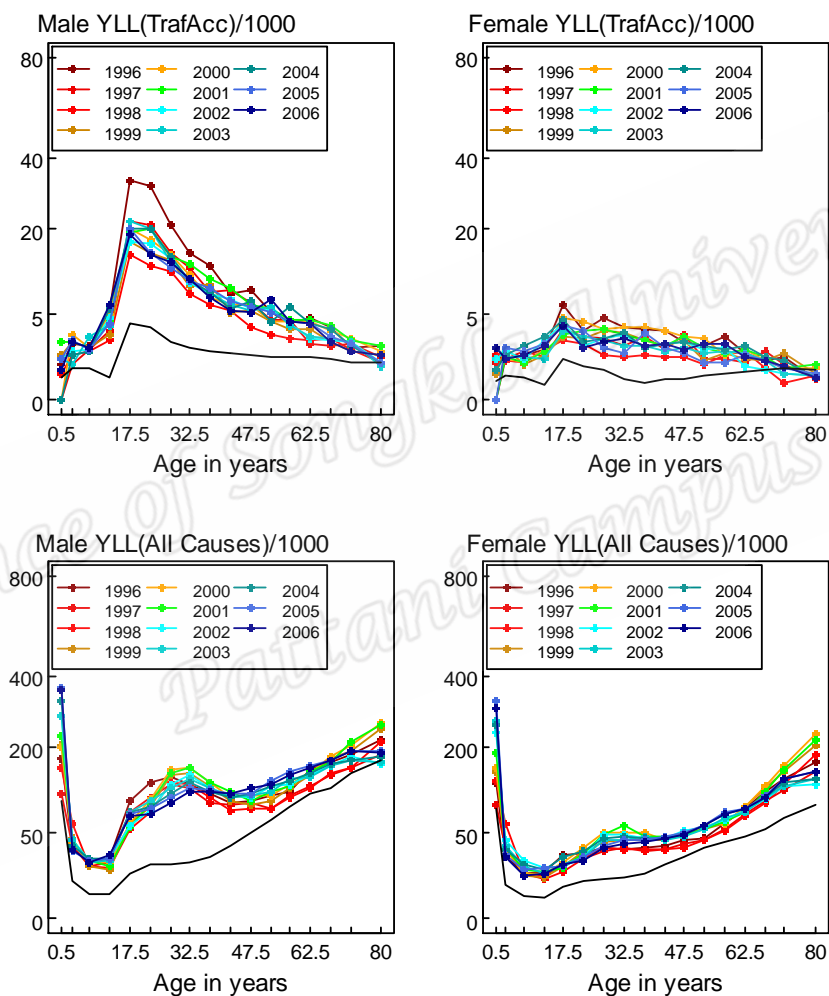 Male YLL(TrafAcc)/1000
80
40
20
5
0
1996 2000 2004
1997 2001 2005
1998 2002 2006
1999 2003
0.5 17.5 32.5 47.5 62.5 80
Age in years
Female YLL(TrafAcc)/1000
80
40
20
5
0
1996 2000 2004
1997 2001 2005
1998 2002 2006
1999 2003
0.5 17.5 32.5 47.5 62.5 80
Age in years
Male YLL(All Causes)/1000
800
400
200
50
0
1996 2000 2004
1997 2001 2005
1998 2002 2006
1999 2003
0.5 17.5 32.5 47.5 62.5 80
Age in years
Female YLL(All Causes)/1000
800
400
200
50
0
1996 2000 2004
1997 2001 2005
1998 2002 2006
1999 2003
0.5 17.5 32.5 47.5 62.5 80
Age in years
of Songkla
Pattani Campus